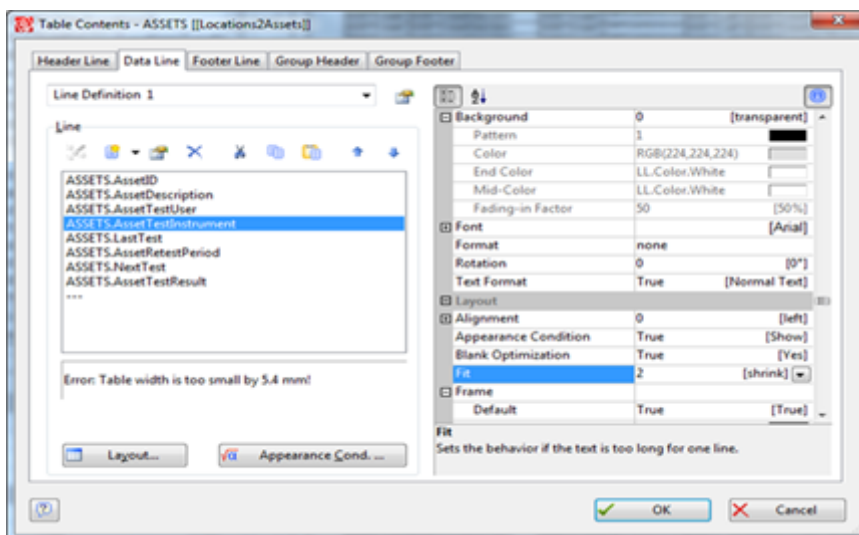 Table Contents - ASSETS [[Locations2Assets]]
Header Line Data Line Footer Line Group Header Group Footer
Line Definition 1
Line
ASSETS.AssetID
ASSETS.AssetDescription
ASSETS.AssetTestUser
ASSETS.AssetTestInstrument
ASSETS.LastTest
ASSETS.AssetRetestPeriod
ASSETS.NextTest
ASSETS.AssetTestResult
---
Error: Table width is too small by 5.4 mm!
Layout... Appearance Cond. ...
Background 0 [transparent]
Pattern 1
Color RGB(224,224,224)
End Color LL.Color.White
Mid-Color LL.Color.White
Fading-in Factor 50 [50%]
Font [Arial]
Format none
Rotation 0 [0°]
Text Format True [Normal Text]
Layout
Alignment 0 [left]
Appearance Condition True [Show]
Blank Optimization True [Yes]
Fit 2 [shrink]
Frame
Default True [True]
Fit
Sets the behavior if the text is too long for one line.
OK Cancel